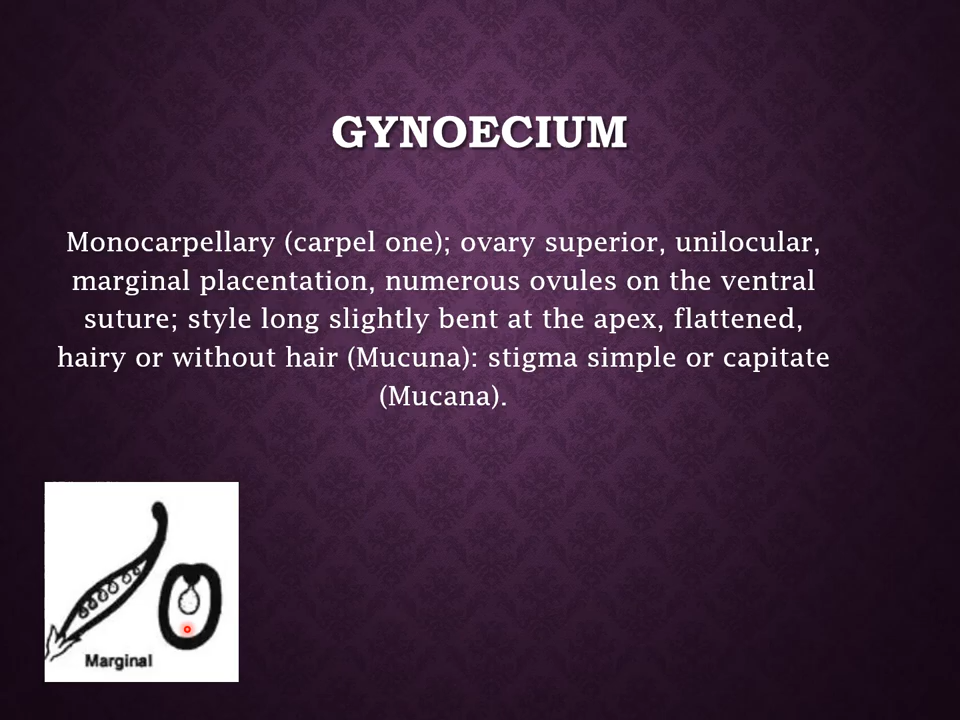 GYNOECIUM
Monocarpellary (carpel one); ovary superior, unilocular,
marginal placentation, numerous ovules on the ventral
suture; style long slightly bent at the apex, flattened,
hairy or without hair (Mucuna): stigma simple or capitate
(Mucana).
Marginal